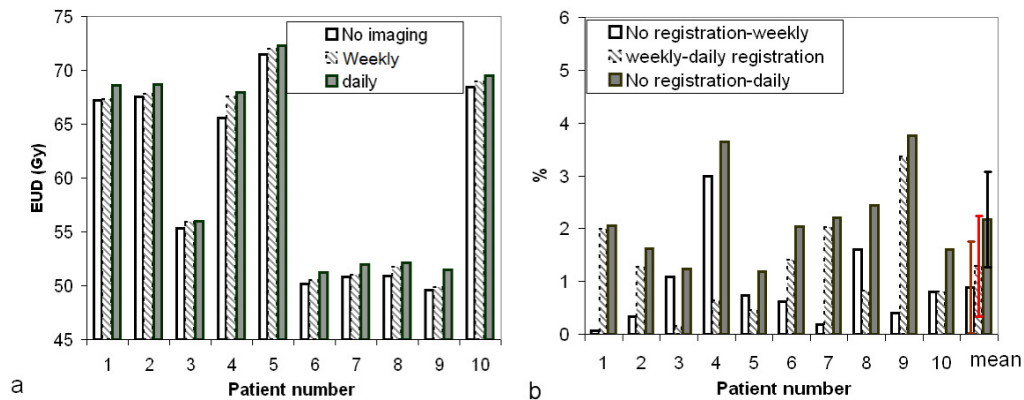 75
70
65
60
55
50
45
EUD (Gy)
No imaging
Weekly
daily
1 2 3 4 5 6 7 8 9 10
Patient number
a
6
5
4
3
2
1
0
%
No registration-weekly
weekly-daily registration
No registration-daily
1 2 3 4 5 6 7 8 9 10 mean
Patient number
b